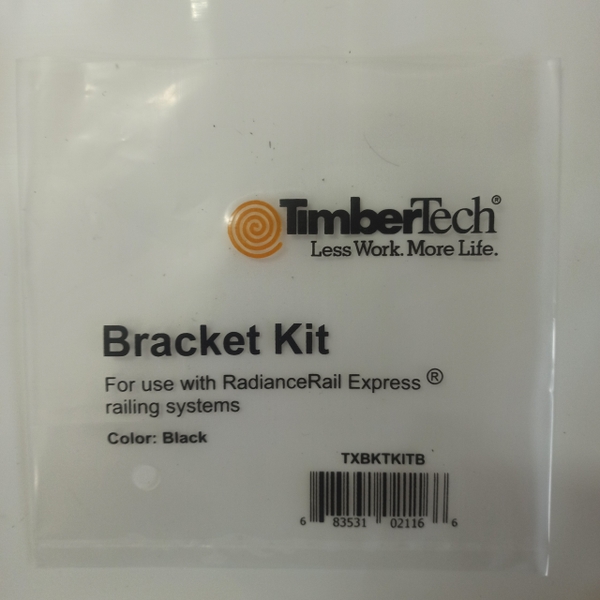 TimberTech®
Less Work. More Life.
Bracket Kit
For use with RadianceRail Express ®
railing systems
Color: Black
TXBKTKITB
6 83531 02116 6